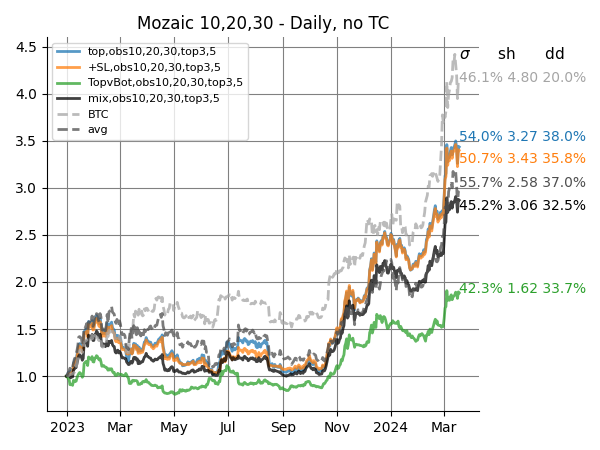 Mozaic 10,20,30 - Daily, no TC
top,obs10,20,30,top3,5
+SL,obs10,20,30,top3,5
TopvBot,obs10,20,30,top3,5
mix,obs10,20,30,top3,5
BTC
avg
σ sh dd
46.1% 4.80 20.0%
54.0% 3.27 38.0%
50.7% 3.43 35.8%
55.7% 2.58 37.0%
45.2% 3.06 32.5%
42.3% 1.62 33.7%
4.5
4.0
3.5
3.0
2.5
2.0
1.5
1.0
2023 Mar May Jul Sep Nov 2024 Mar